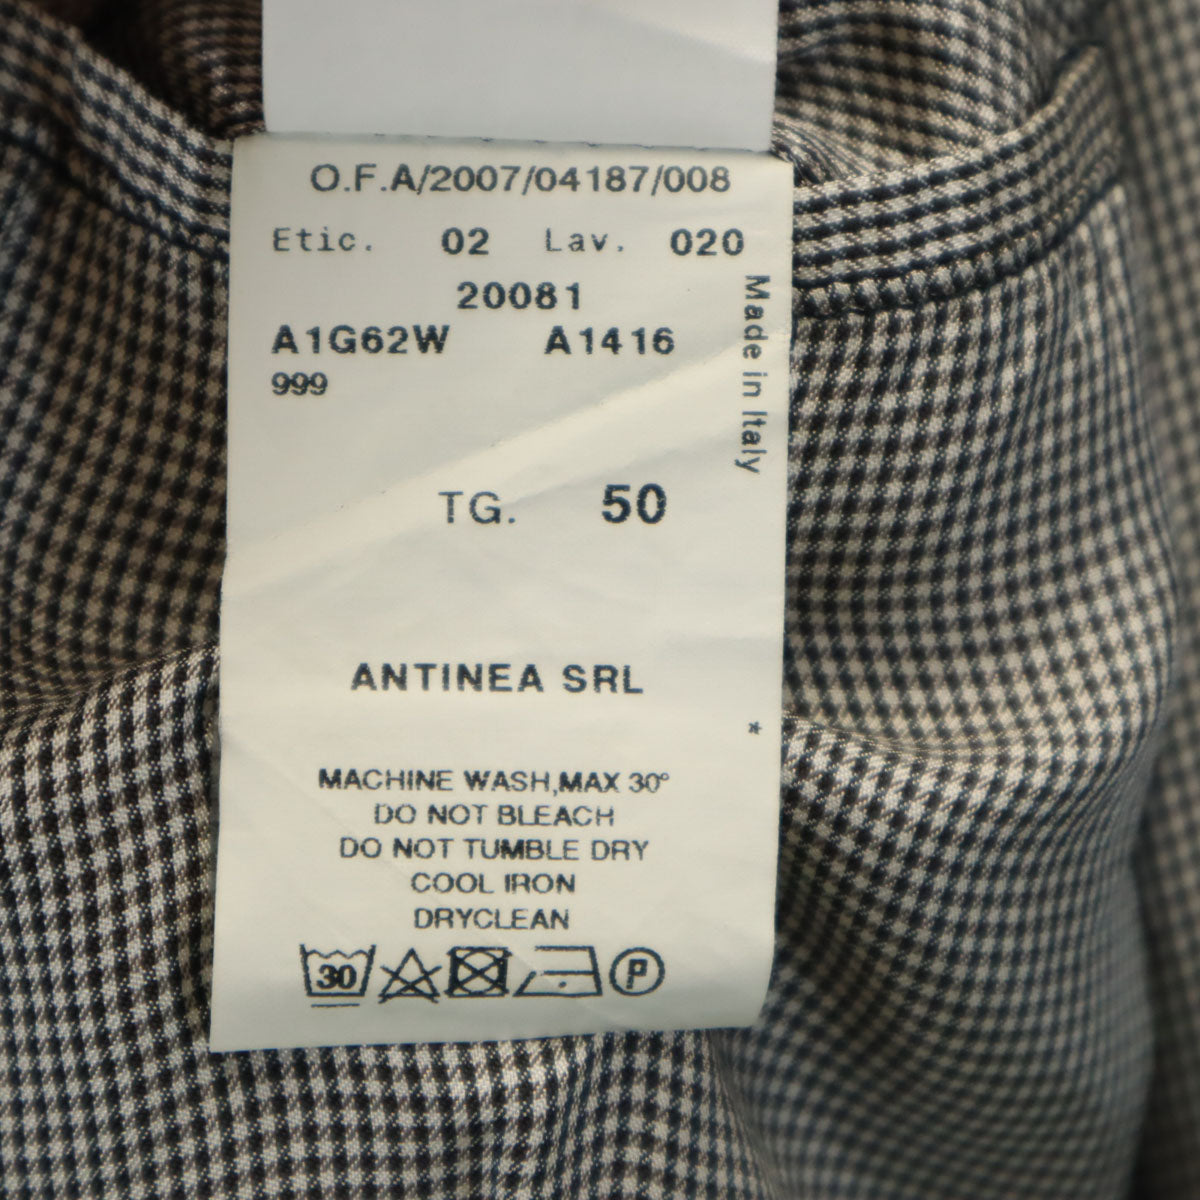 O.F.A/2007/04187/008
Etic. 02 Lav. 020
20081
A1G62W A1416
999
Made in Italy
TG. 50
ANTINEA SRL
*
MACHINE WASH,MAX 30°
DO NOT BLEACH
DO NOT TUMBLE DRY
COOL IRON
DRYCLEAN
30 P